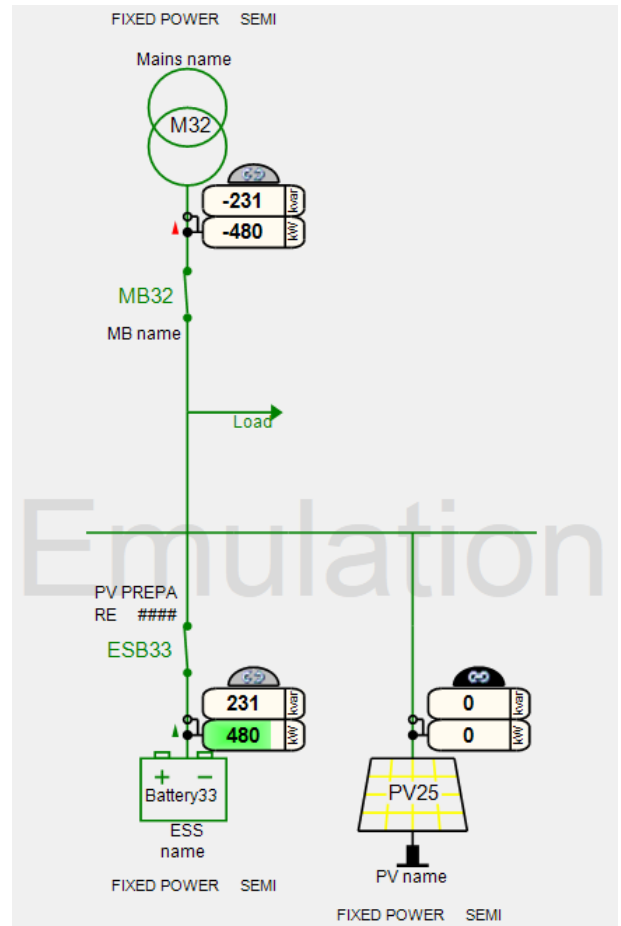 FIXED POWER SEMI
Mains name
M32
-231 kvar
-480 kW
MB32
MB name
Load
Emulation
PV PREPA
RE ####
ESB33
231 kvar
480 kW
0 kvar
0 kW
+ −
Battery33
PV25
ESS
name
PV name
FIXED POWER SEMI
FIXED POWER SEMI